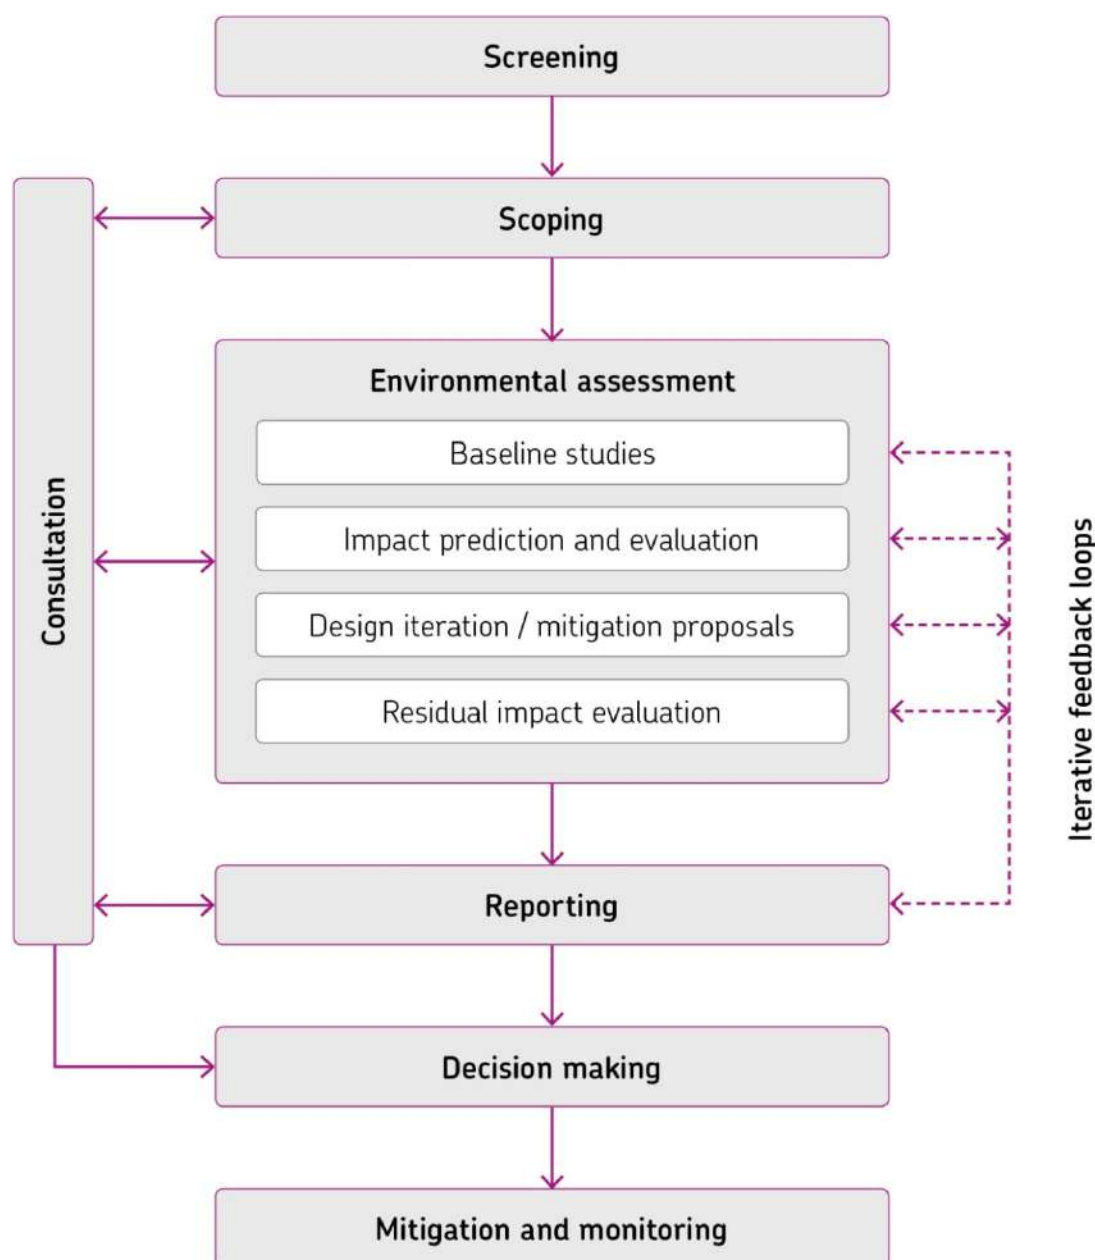 Screening
Scoping
Consultation
Environmental assessment
Baseline studies
Impact prediction and evaluation
Design iteration / mitigation proposals
Residual impact evaluation
Iterative feedback loops
Reporting
Decision making
Mitigation and monitoring